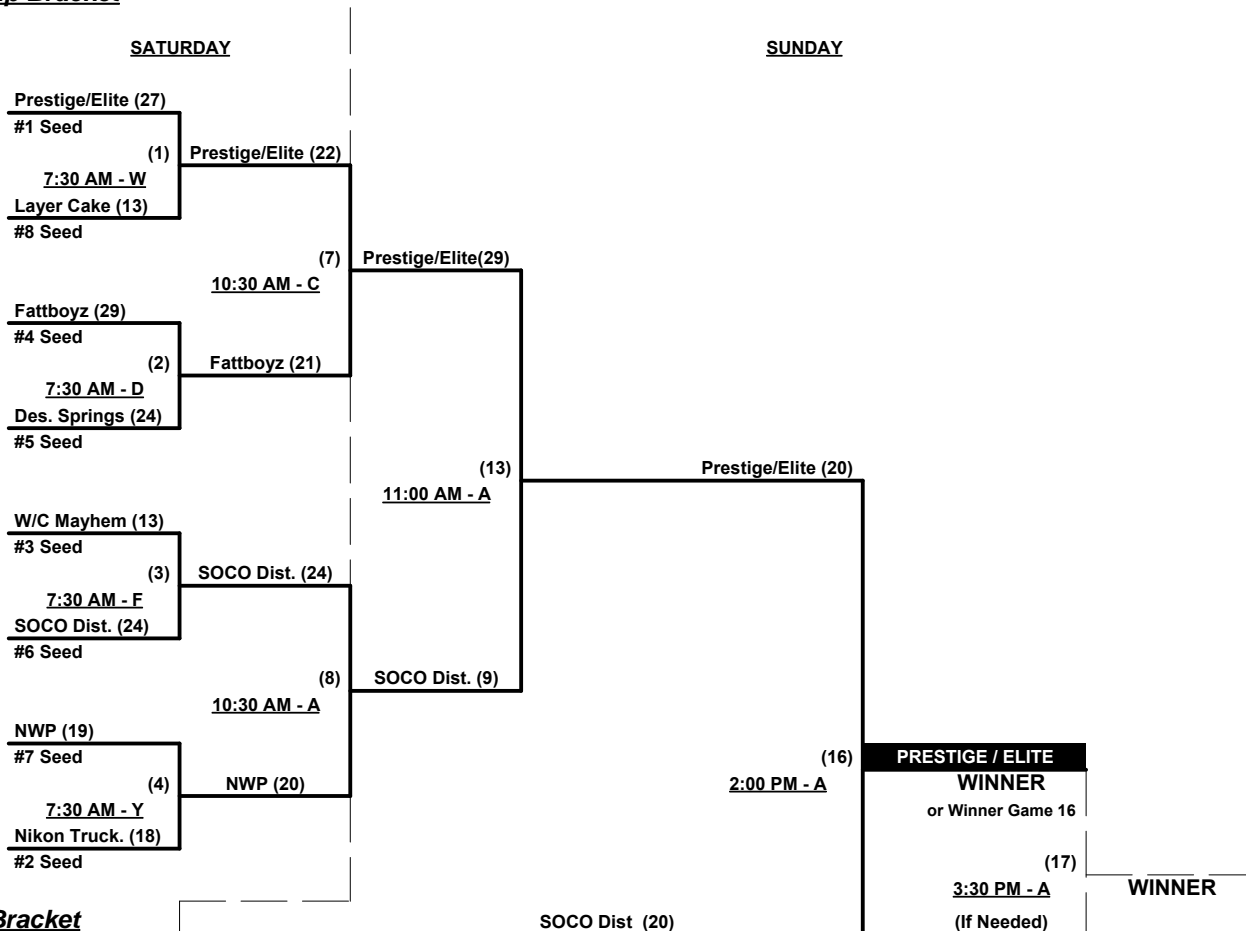 Bracket
SATURDAY
SUNDAY
Prestige/Elite (27)
#1 Seed
(1)
Prestige/Elite (22)
7:30 AM - W
Layer Cake (13)
#8 Seed
(7)
Prestige/Elite(29)
10:30 AM - C
Fattboyz (29)
#4 Seed
(2)
Fattboyz (21)
7:30 AM - D
Des. Springs (24)
#5 Seed
(13)
Prestige/Elite (20)
11:00 AM - A
W/C Mayhem (13)
#3 Seed
(3)
SOCO Dist. (24)
7:30 AM - F
SOCO Dist. (24)
#6 Seed
(8)
SOCO Dist. (9)
10:30 AM - A
NWP (19)
#7 Seed
(16)
PRESTIGE / ELITE
(4)
NWP (20)
2:00 PM - A
WINNER
7:30 AM - Y
or Winner Game 16
Nikon Truck. (18)
#2 Seed
(17)
3:30 PM - A
WINNER
Bracket
SOCO Dist (20)
(If Needed)